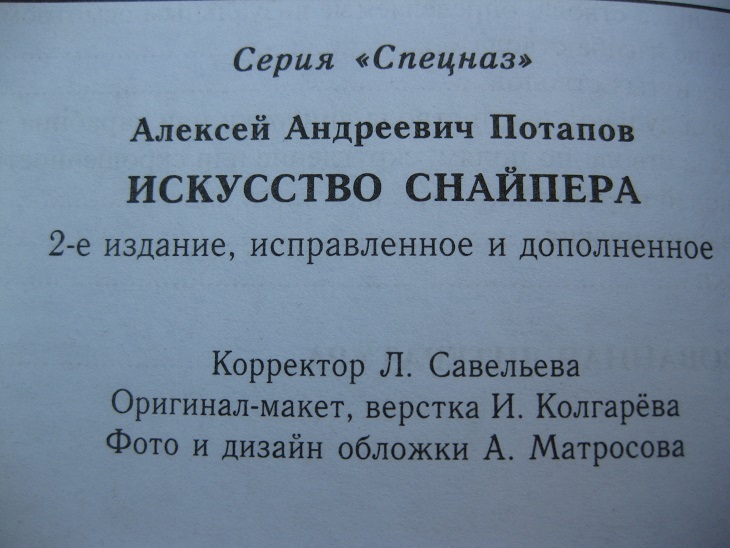 Серия «Спецназ»
Алексей Андреевич Потапов
ИСКУССТВО СНАЙПЕРА
2-е издание, исправленное и дополненное
Корректор Л. Савельева
Оригинал-макет, верстка И. Колгарёва
Фото и дизайн обложки А. Матросова